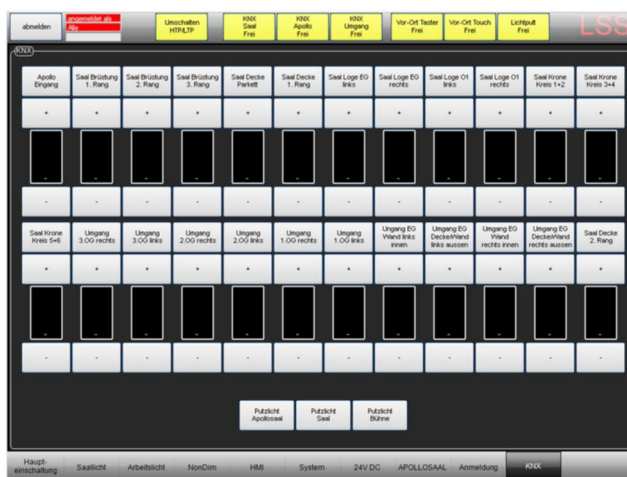 abmelden
angemeldet als
Alle
Umschalten
HTP/LTP
KNX
Saal
Frei
KNX
Apollo
Frei
KNX
Umgang
Frei
Vor-Ort Taster
Frei
Vor-Ort Touch
Frei
Lichtpult
Frei
LSS
KNX
Apollo
Eingang
Saal Brüstung
1. Rang
Saal Brüstung
2. Rang
Saal Brüstung
3. Rang
Saal Decke
Parkett
Saal Decke
1. Rang
Saal Loge EG
links
Saal Loge EG
rechts
Saal Loge O1
links
Saal Loge O1
rechts
Saal Krone
Kreis 1+2
Saal Krone
Kreis 3+4
+ + + + + + + + + + + +
- - - - - - - - - - - -
- - - - - - - - - - - -
Saal Krone
Kreis 5+6
Umgang
3.OG rechts
Umgang
3.OG links
Umgang
2.OG rechts
Umgang
2.OG links
Umgang
1.OG rechts
Umgang
1.OG links
Umgang EG
Wand links
innen
Umgang EG
Decke/Wand
links aussen
Umgang EG
Wand
rechts innen
Umgang EG
Decke/Wand
rechts aussen
Saal Decke
2. Rang
+ + + + + + + + + + + +
- - - - - - - - - - - -
- - - - - - - - - - - -
Putzlicht
Apollosaal
Putzlicht
Saal
Putzlicht
Bühne
Haupt-
einschaltung
Saallicht
Arbeitslicht
NonDim
HMI
System
24V DC
APOLLOSAAL
Anmeldung
KNX